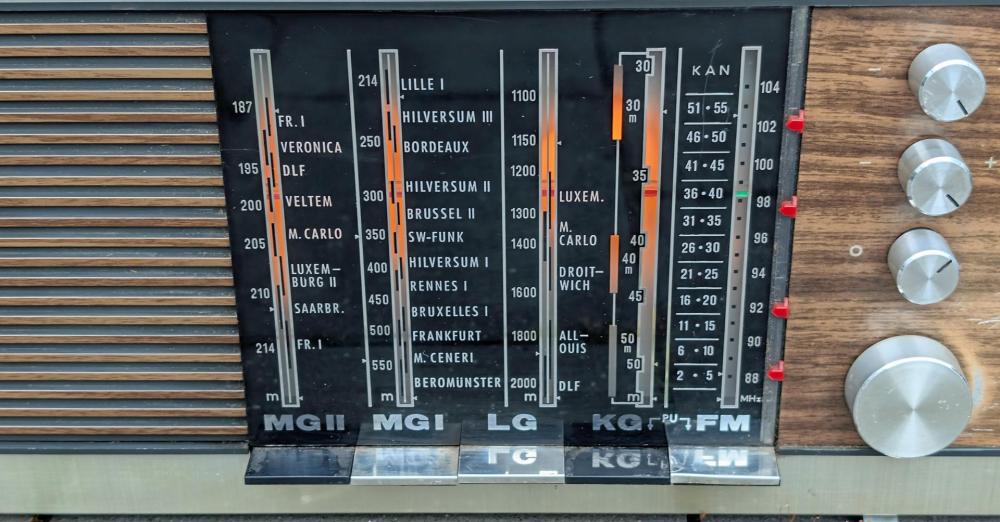 187
195
200
205
210
214
m
FR. I
VERONICA
DLF
VELTEM
M. CARLO
LUXEM-
BURG II
SAARBR.
FR. I
MG II
214
250
300
350
400
450
500
550
m
LILLE I
HILVERSUM III
BORDEAUX
HILVERSUM II
BRUSSEL II
SW-FUNK
HILVERSUM I
RENNES I
BRUXELLES I
FRANKFURT
M. CENERI
BEROMÜNSTER
MG I
1100
1150
1200
1300
1400
1600
1800
2000
m
LUXEM.
M.
CARLO
DROIT-
WICH
ALL-
OUIS
DLF
LG
30
m
40
m
50
m
30
35
40
45
50
m
KG
PU
KAN
51•55
46•50
41•45
36•40
31•35
26•30
21•25
16•20
11•15
6•10
2•5
104
102
100
98
96
94
92
90
88
MHz
FM
- +
O
LG
KG